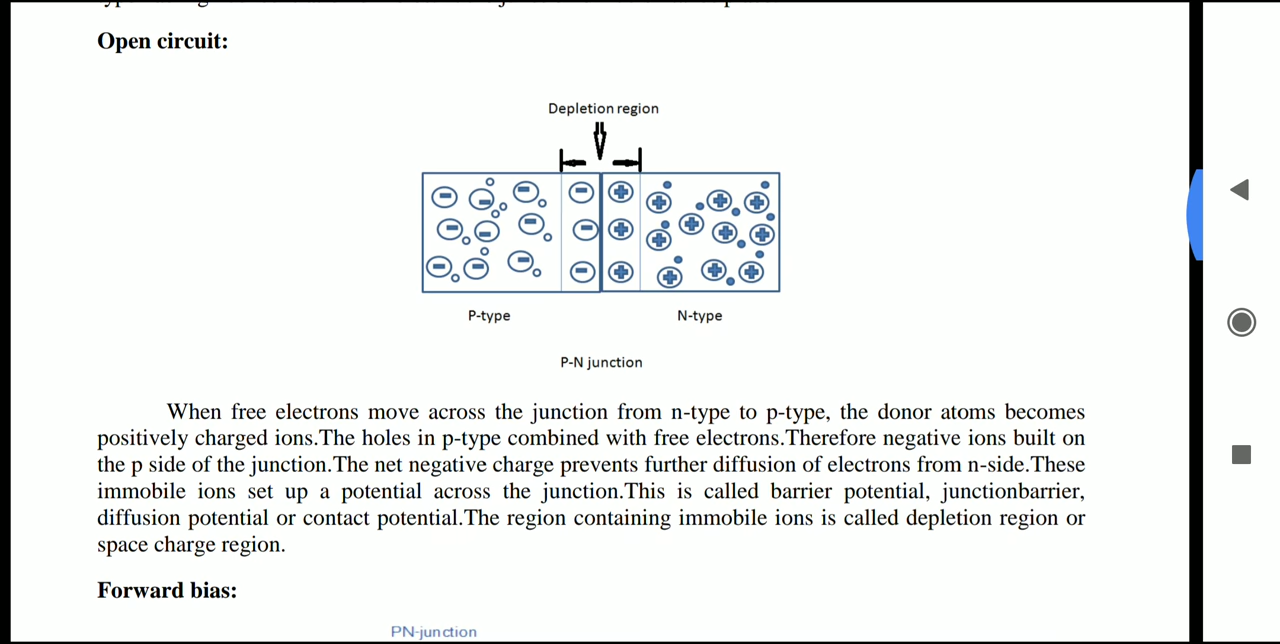 Open circuit:
Depletion region
P-type
N-type
P-N junction
When free electrons move across the junction from n-type to p-type, the donor atoms becomes
positively charged ions.The holes in p-type combined with free electrons.Therefore negative ions built on
the p side of the junction.The net negative charge prevents further diffusion of electrons from n-side.These
immobile ions set up a potential across the junction.This is called barrier potential, junctionbarrier,
diffusion potential or contact potential.The region containing immobile ions is called depletion region or
space charge region.
Forward bias:
PN-junction